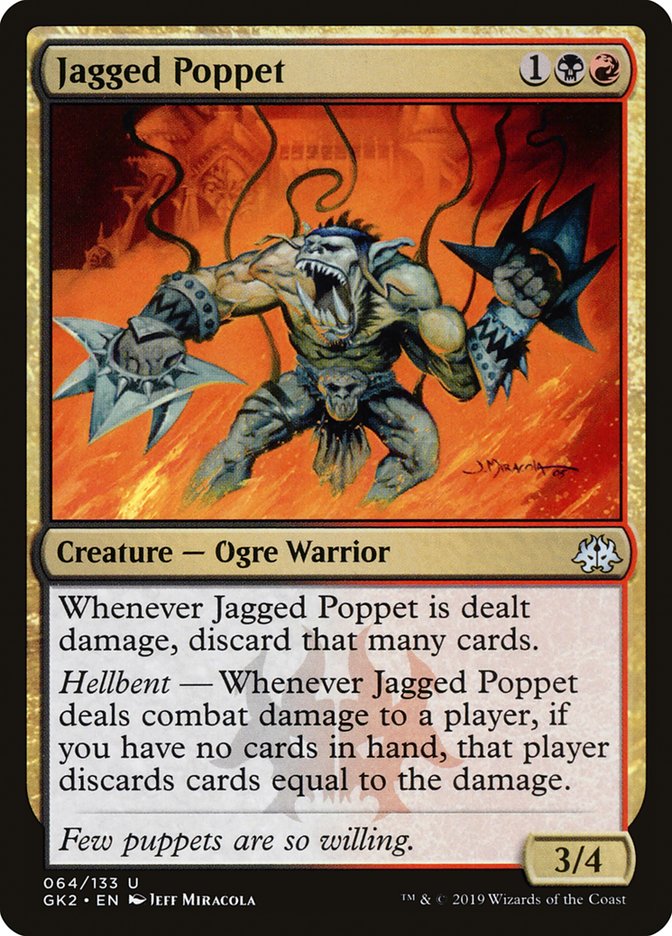 Jagged Poppet 1
J. MIRACOLA 05
Creature — Ogre Warrior
Whenever Jagged Poppet is dealt
damage, discard that many cards.
Hellbent — Whenever Jagged Poppet
deals combat damage to a player, if
you have no cards in hand, that player
discards cards equal to the damage.
Few puppets are so willing.
3/4
064/133 U
GK2 • EN Jeff Miracola
™ & © 2019 Wizards of the Coast